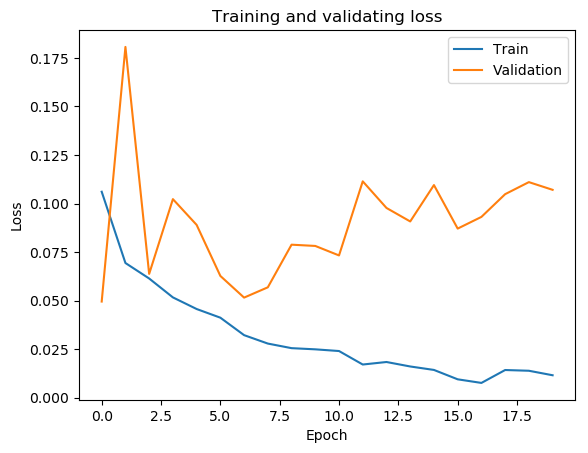 Training and validating loss
Train
Validation
0.175
0.150
0.125
0.100
0.075
0.050
0.025
0.000
Loss
0.0 2.5 5.0 7.5 10.0 12.5 15.0 17.5
Epoch